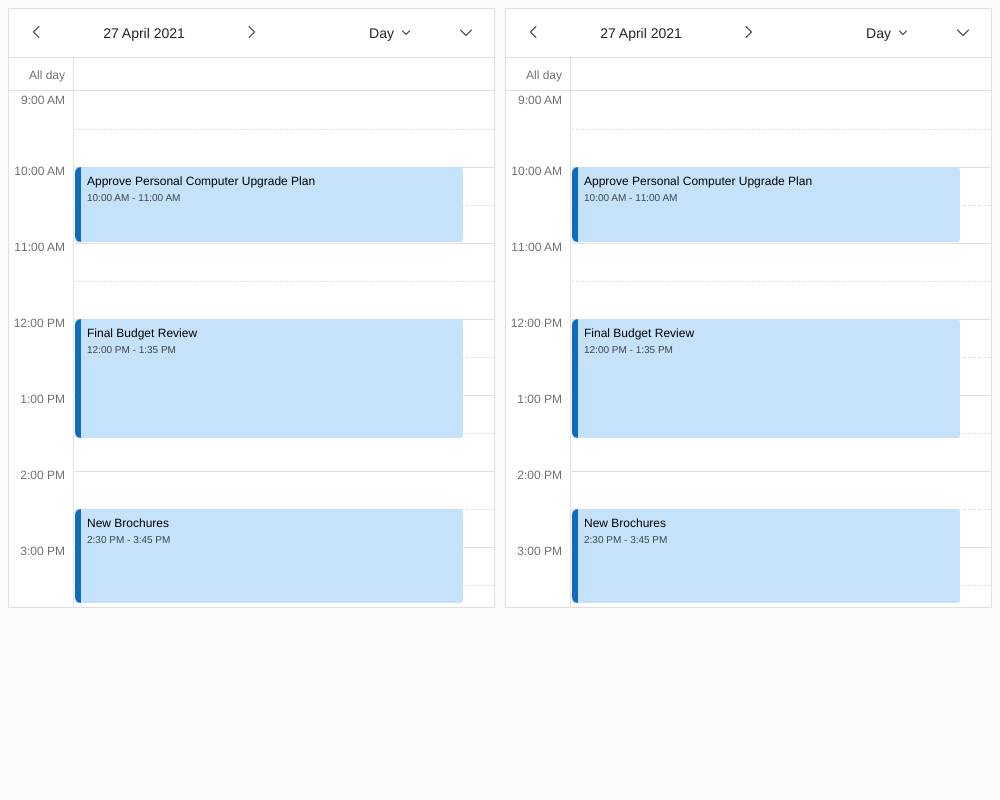 27 April 2021 Day
All day
9:00 AM
10:00 AM
Approve Personal Computer Upgrade Plan
10:00 AM - 11:00 AM
11:00 AM
12:00 PM
Final Budget Review
12:00 PM - 1:35 PM
1:00 PM
2:00 PM
New Brochures
2:30 PM - 3:45 PM
3:00 PM
27 April 2021 Day
All day
9:00 AM
10:00 AM
Approve Personal Computer Upgrade Plan
10:00 AM - 11:00 AM
11:00 AM
12:00 PM
Final Budget Review
12:00 PM - 1:35 PM
1:00 PM
2:00 PM
New Brochures
2:30 PM - 3:45 PM
3:00 PM